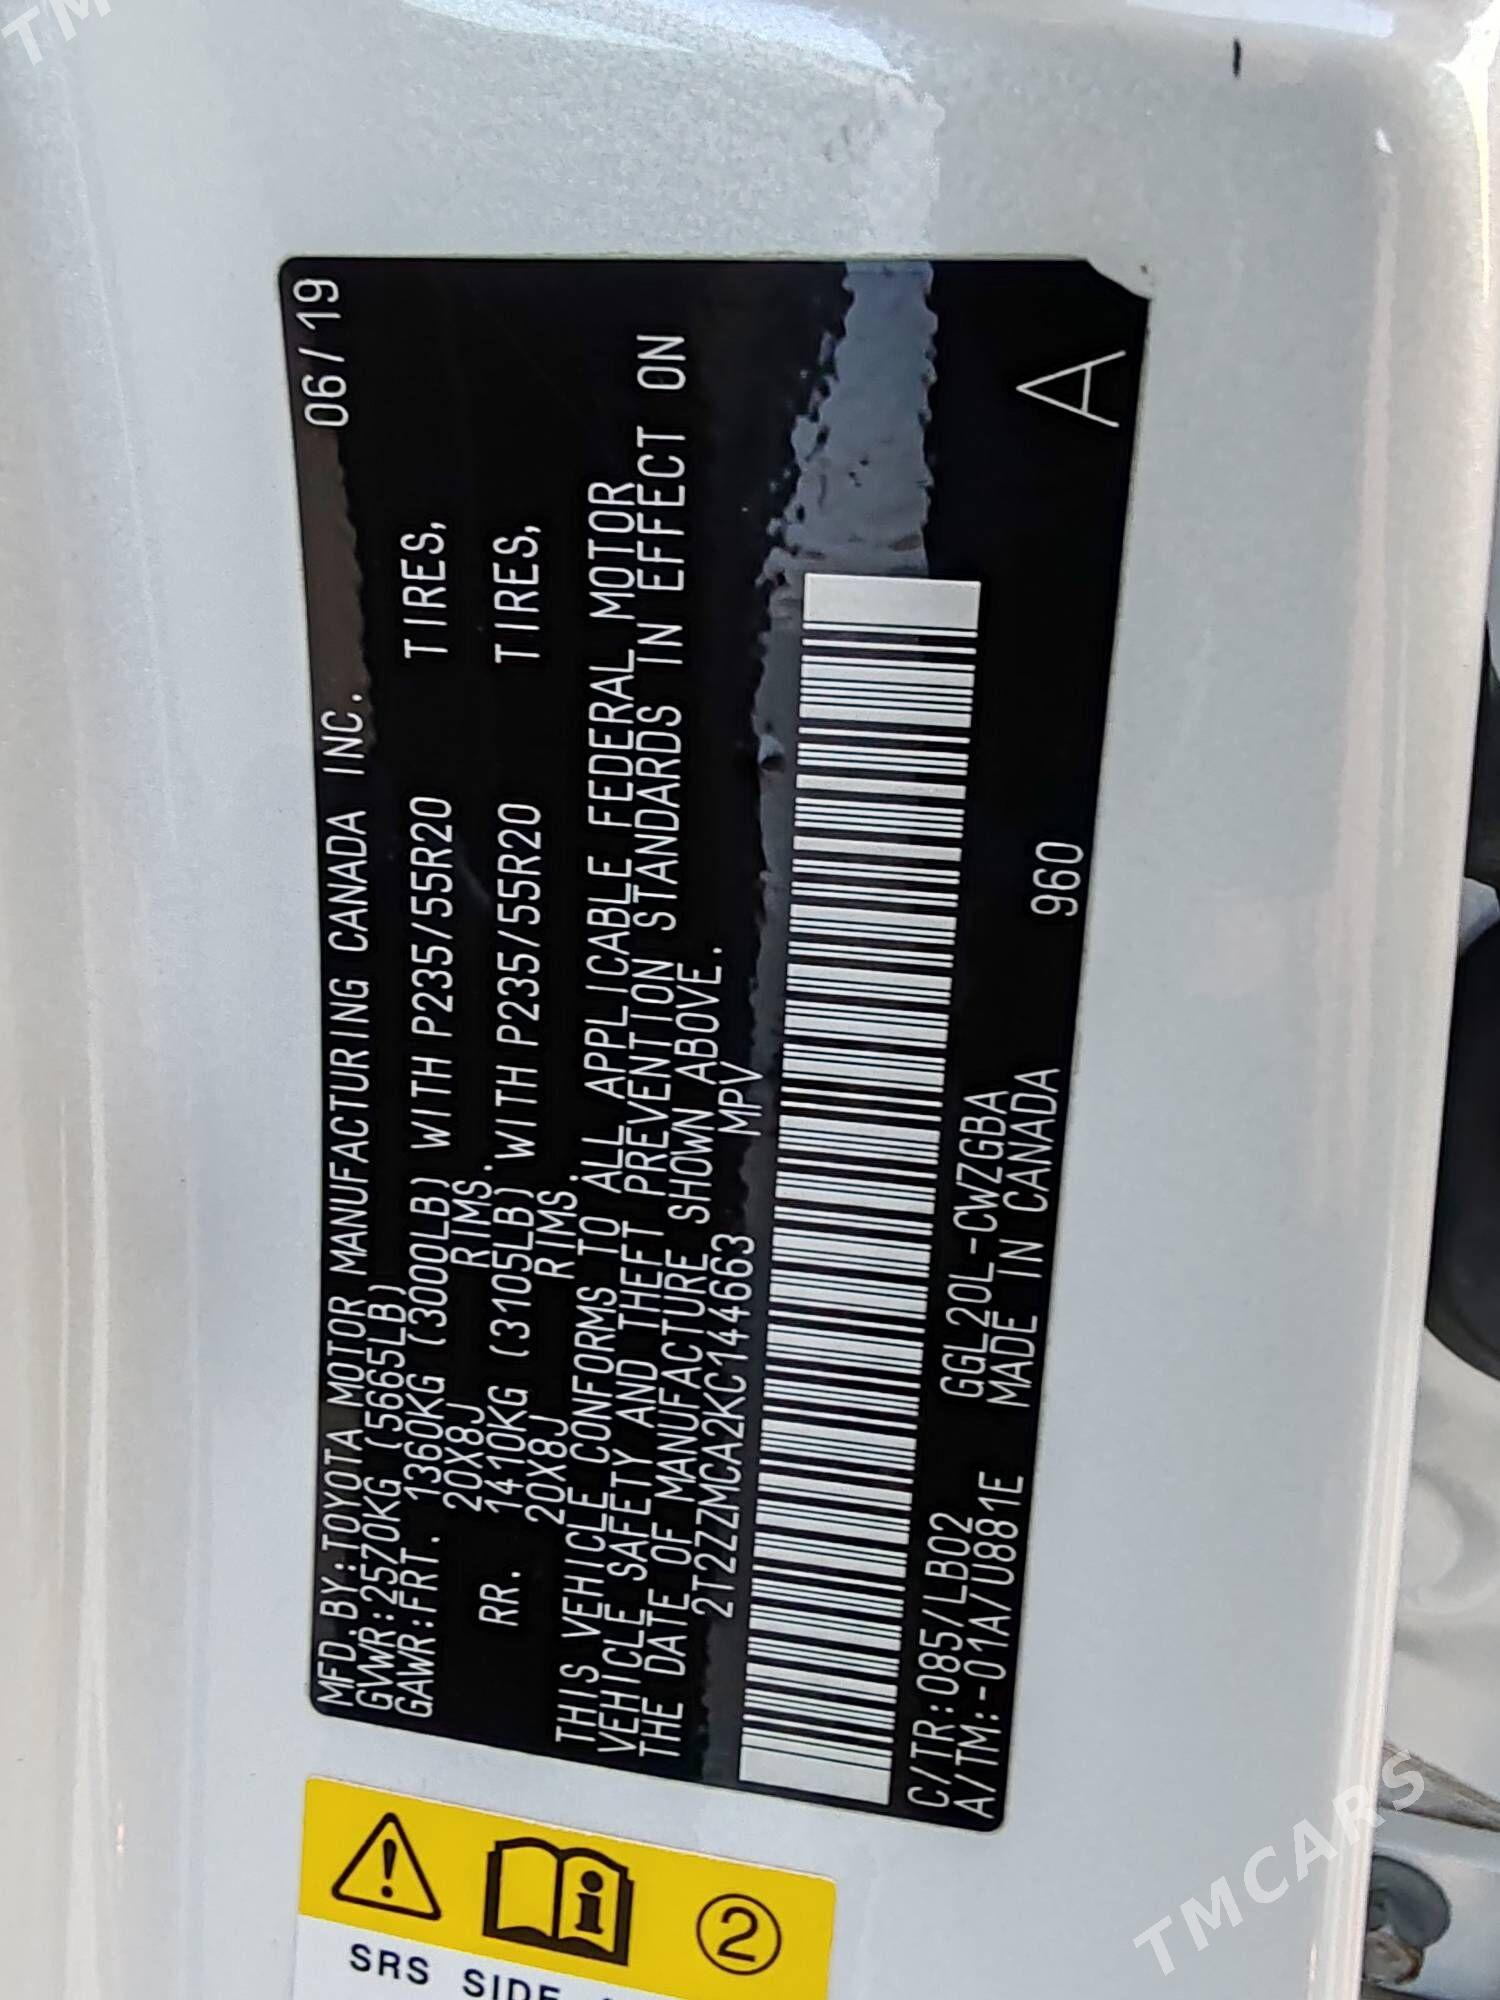 MFD.BY:TOYOTA MOTOR MANUFACTURING CANADA INC. 06/19
GVWR:2570KG (5665LB)
GAWR:FRT. 1360KG (3000LB) WITH P235/55R20 TIRES,
20X8J RIMS.
RR. 1410KG (3105LB) WITH P235/55R20 TIRES,
20X8J RIMS.
THIS VEHICLE CONFORMS TO ALL APPLICABLE FEDERAL MOTOR
VEHICLE SAFETY AND THEFT PREVENTION STANDARDS IN EFFECT ON
THE DATE OF MANUFACTURE SHOWN ABOVE.
2T2ZZMCA2KC144663 MPV
C/TR:085/LB02 GGL20L-CWZGBA 960
A/TM:-01A/U881E MADE IN CANADA
A
2
SRS SIDE
TMCARS
TM